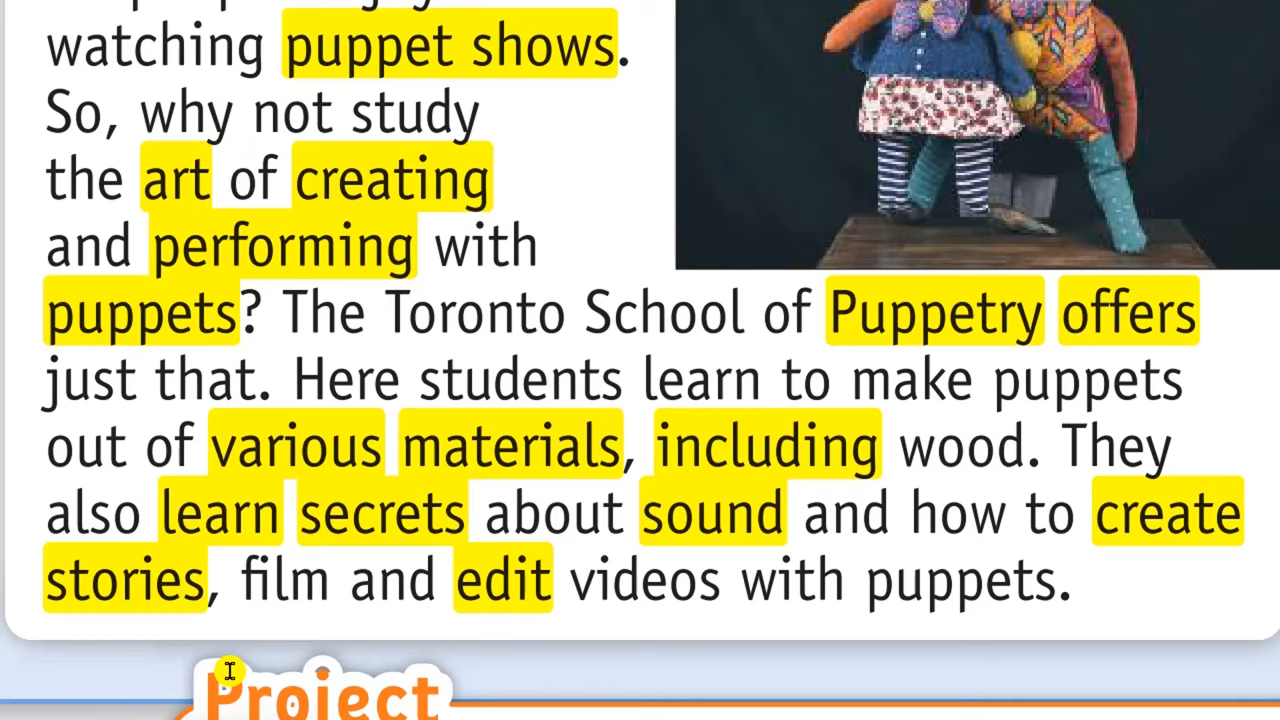 watching puppet shows.
So, why not study
the art of creating
and performing with
puppets? The Toronto School of Puppetry offers
just that. Here students learn to make puppets
out of various materials, including wood. They
also learn secrets about sound and how to create
stories, film and edit videos with puppets.
Project